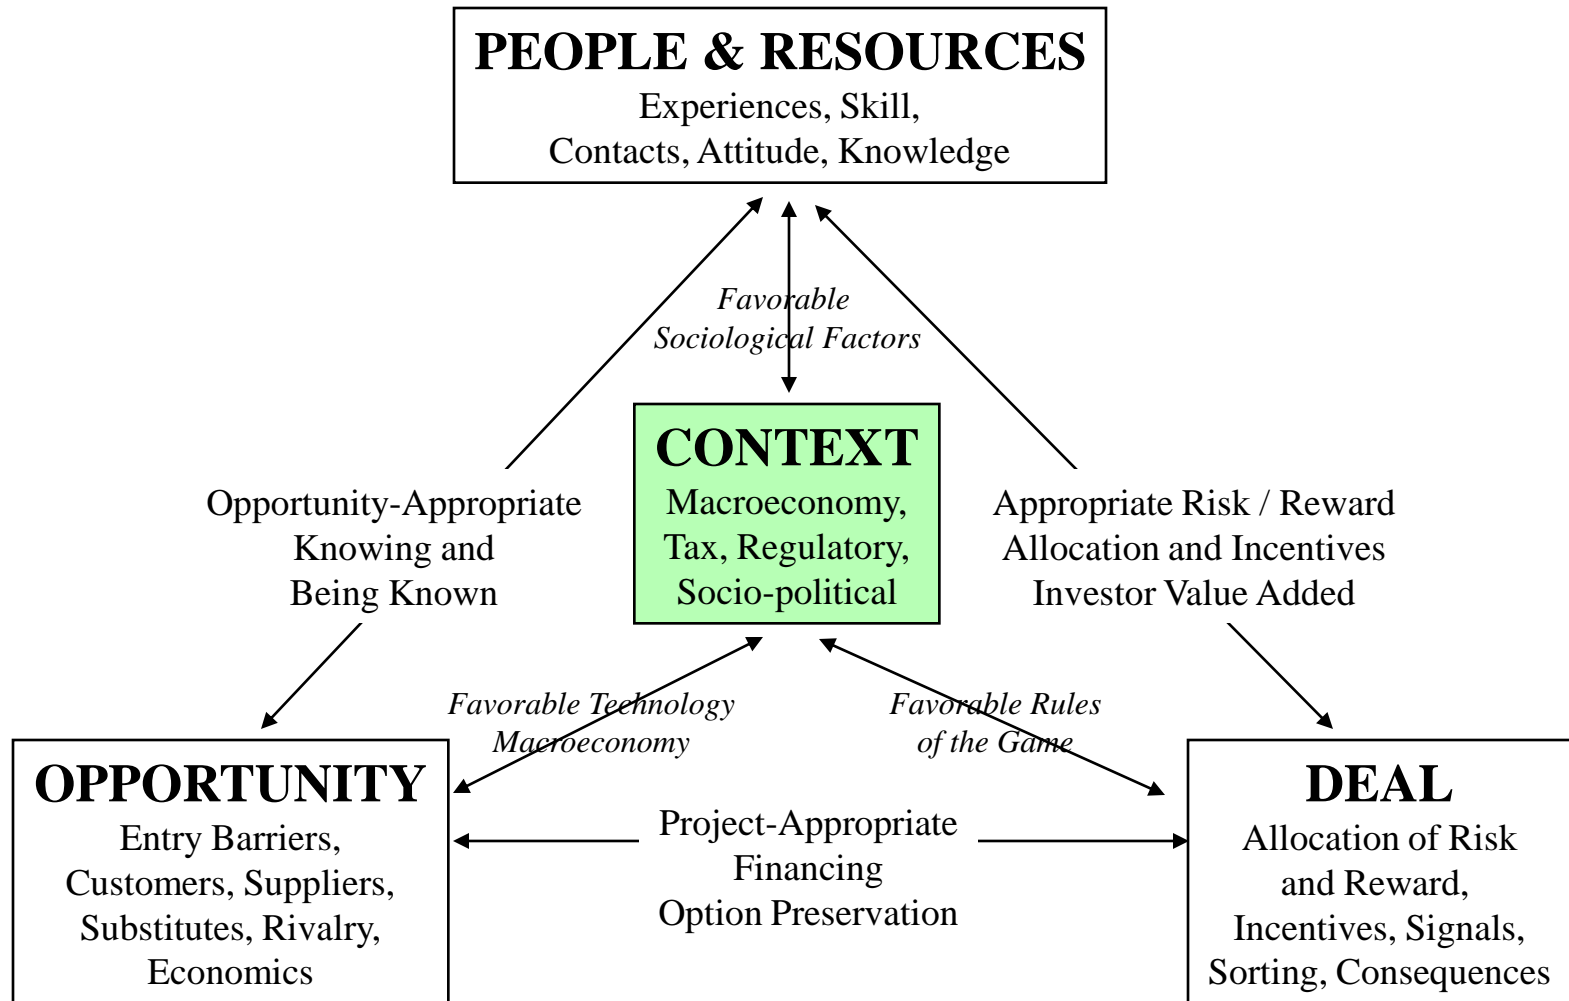 PEOPLE & RESOURCES
Experiences, Skill,
Contacts, Attitude, Knowledge
Favorable
Sociological Factors
CONTEXT
Macroeconomy,
Tax, Regulatory,
Socio-political
Opportunity-Appropriate
Knowing and
Being Known
Appropriate Risk / Reward
Allocation and Incentives
Investor Value Added
Favorable Technology
Macroeconomy
Favorable Rules
of the Game
OPPORTUNITY
Entry Barriers,
Customers, Suppliers,
Substitutes, Rivalry,
Economics
Project-Appropriate
Financing
Option Preservation
DEAL
Allocation of Risk
and Reward,
Incentives, Signals,
Sorting, Consequences